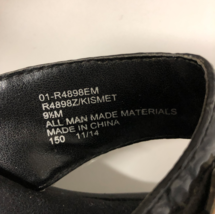 01-R4898EM
R4898Z/KISMET
9½M
ALL MAN MADE MATERIALS
MADE IN CHINA
150 11/14